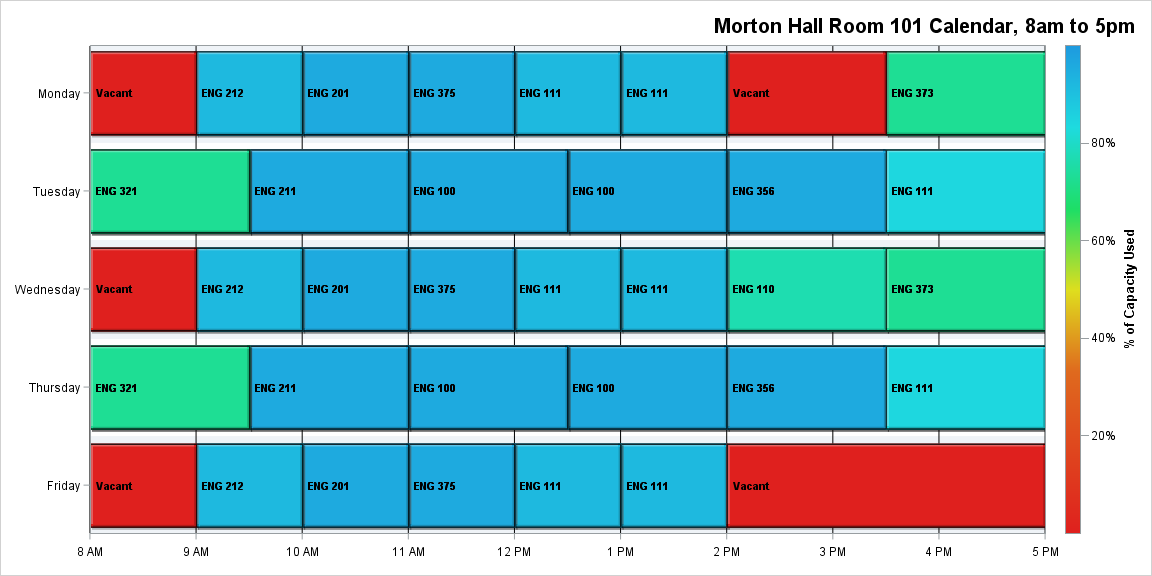 Morton Hall Room 101 Calendar, 8am to 5pm
Monday
Vacant
ENG 212
ENG 201
ENG 375
ENG 111
ENG 111
Vacant
ENG 373
Tuesday
ENG 321
ENG 211
ENG 100
ENG 100
ENG 356
ENG 111
Wednesday
Vacant
ENG 212
ENG 201
ENG 375
ENG 111
ENG 111
ENG 110
ENG 373
Thursday
ENG 321
ENG 211
ENG 100
ENG 100
ENG 356
ENG 111
Friday
Vacant
ENG 212
ENG 201
ENG 375
ENG 111
ENG 111
Vacant
8 AM
9 AM
10 AM
11 AM
12 PM
1 PM
2 PM
3 PM
4 PM
5 PM
80%
60%
40%
20%
% of Capacity Used